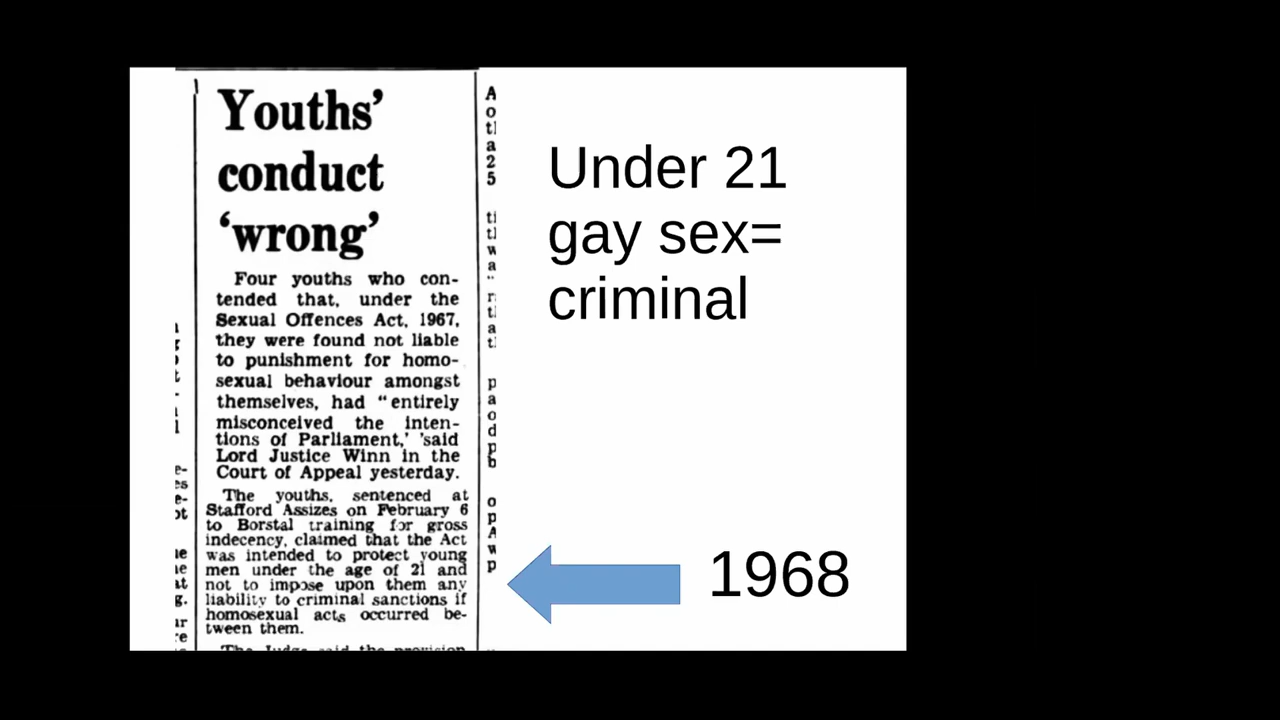 Youths’
conduct
‘wrong’
Four youths who con-
tended that, under the
Sexual Offences Act, 1967,
they were found not liable
to punishment for homo-
sexual behaviour amongst
themselves, had “entirely
misconceived the inten-
tions of Parliament,’ ’said
Lord Justice Winn in the
Court of Appeal yesterday.
The youths, sentenced at
Stafford Assizes on February 6
to Borstal training for gross
indecency, claimed that the Act
was intended to protect young
men under the age of 21 and
not to impose upon them any
liability to criminal sanctions if
homosexual acts occurred be-
tween them.
The Judge said the provision
Under 21
gay sex=
criminal
1968